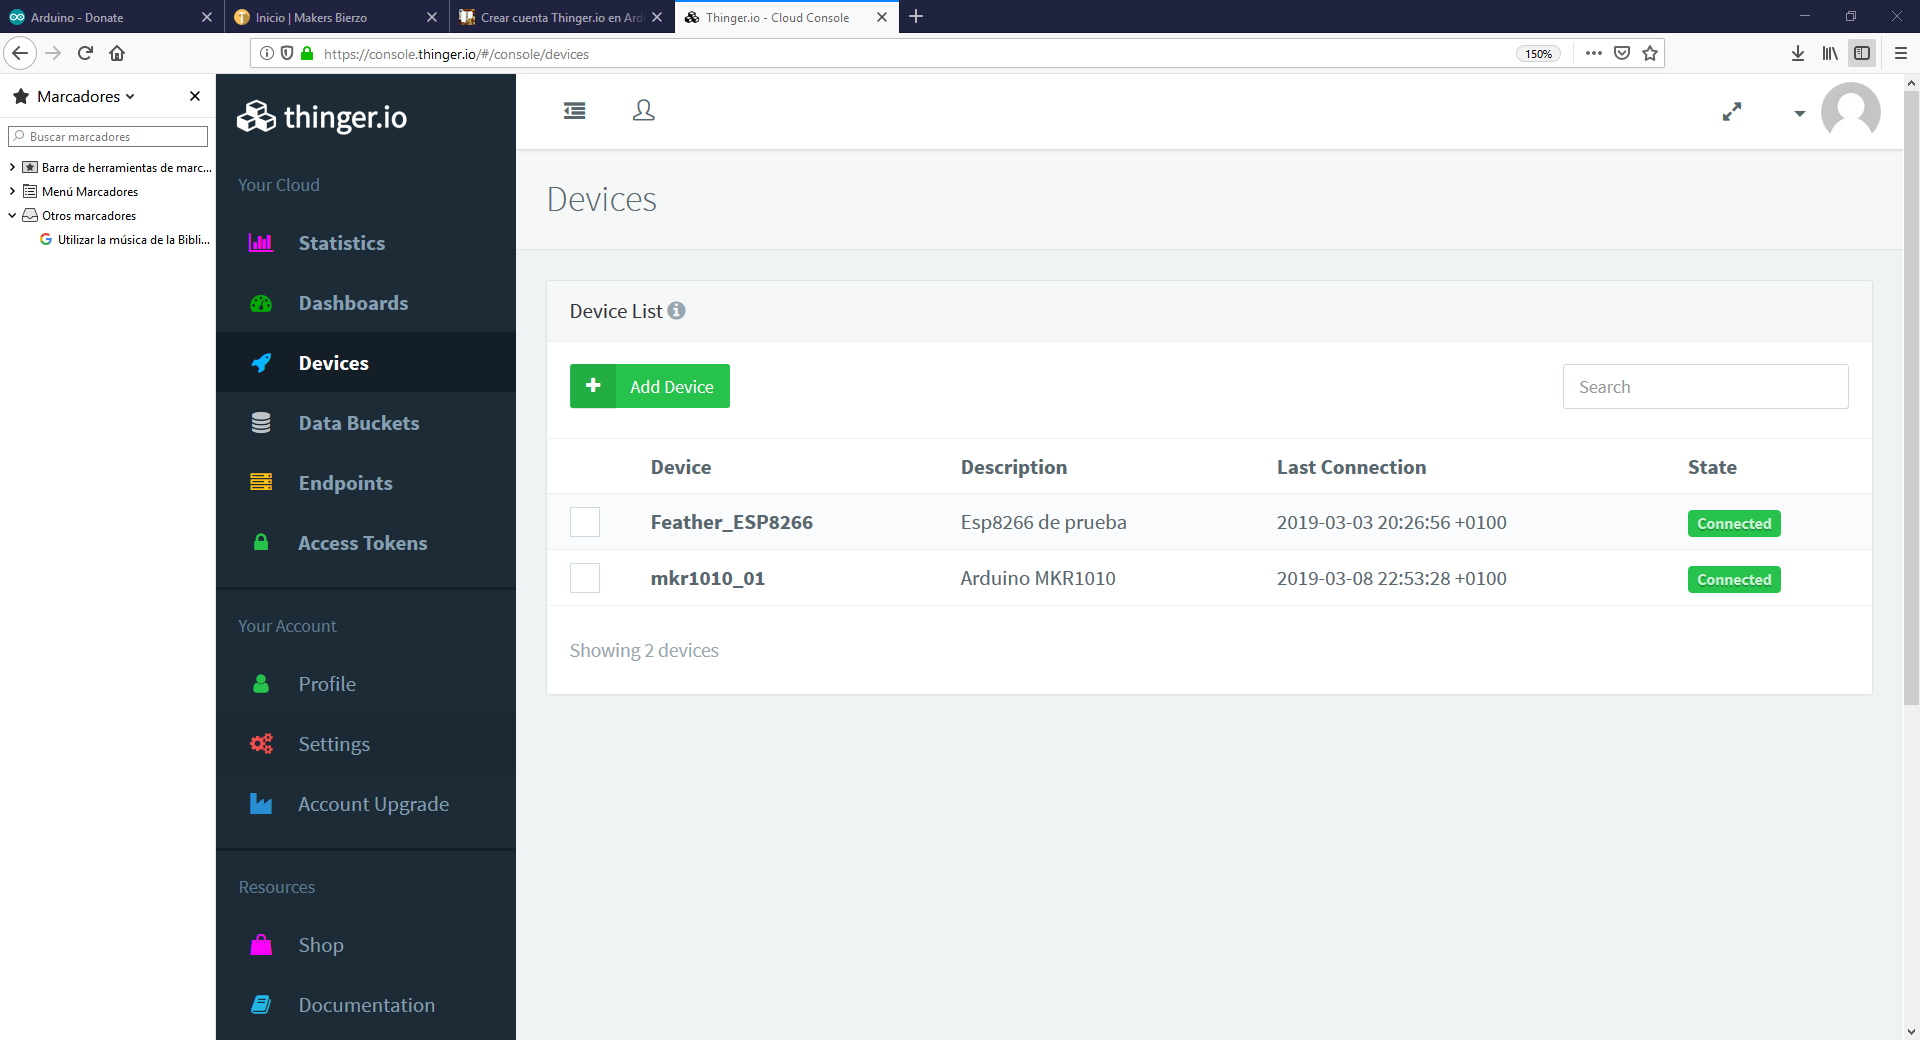 Arduino - Donate
Inicio | Makers Bierzo
Crear cuenta Thinger.io en Ard
Thinger.io - Cloud Console
https://console.thinger.io/#/console/devices
150%
Marcadores
Buscar marcadores
Barra de herramientas de marc...
Menú Marcadores
Otros marcadores
Utilizar la música de la Bibli...
thinger.io
Your Cloud
Statistics
Dashboards
Devices
Data Buckets
Endpoints
Access Tokens
Your Account
Profile
Settings
Account Upgrade
Resources
Shop
Documentation
Devices
Device List
Add Device
Search
Device Description Last Connection State
Feather_ESP8266 Esp8266 de prueba 2019-03-03 20:26:56 +0100 Connected
mkr1010_01 Arduino MKR1010 2019-03-08 22:53:28 +0100 Connected
Showing 2 devices